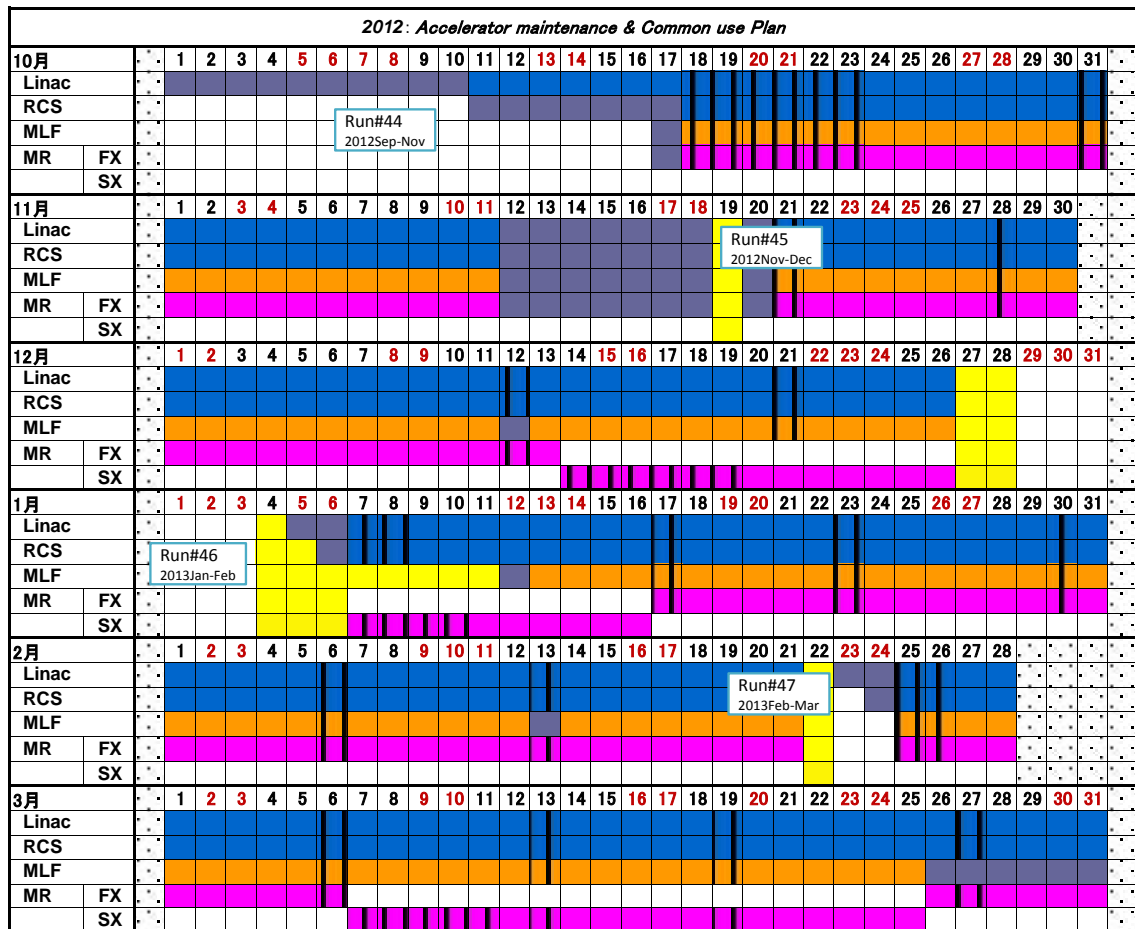 2012: Accelerator maintenance & Common use Plan
10月 1 2 3 4 5 6 7 8 9 10 11 12 13 14 15 16 17 18 19 20 21 22 23 24 25 26 27 28 29 30 31
Linac
RCS
Run#44
2012Sep-Nov
MLF
MR FX
SX
11月 1 2 3 4 5 6 7 8 9 10 11 12 13 14 15 16 17 18 19 20 21 22 23 24 25 26 27 28 29 30
Linac
Run#45
2012Nov-Dec
RCS
MLF
MR FX
SX
12月 1 2 3 4 5 6 7 8 9 10 11 12 13 14 15 16 17 18 19 20 21 22 23 24 25 26 27 28 29 30 31
Linac
RCS
MLF
MR FX
SX
1月 1 2 3 4 5 6 7 8 9 10 11 12 13 14 15 16 17 18 19 20 21 22 23 24 25 26 27 28 29 30 31
Linac
RCS
Run#46
2013Jan-Feb
MLF
MR FX
SX
2月 1 2 3 4 5 6 7 8 9 10 11 12 13 14 15 16 17 18 19 20 21 22 23 24 25 26 27 28
Linac
Run#47
2013Feb-Mar
RCS
MLF
MR FX
SX
3月 1 2 3 4 5 6 7 8 9 10 11 12 13 14 15 16 17 18 19 20 21 22 23 24 25 26 27 28 29 30 31
Linac
RCS
MLF
MR FX
SX